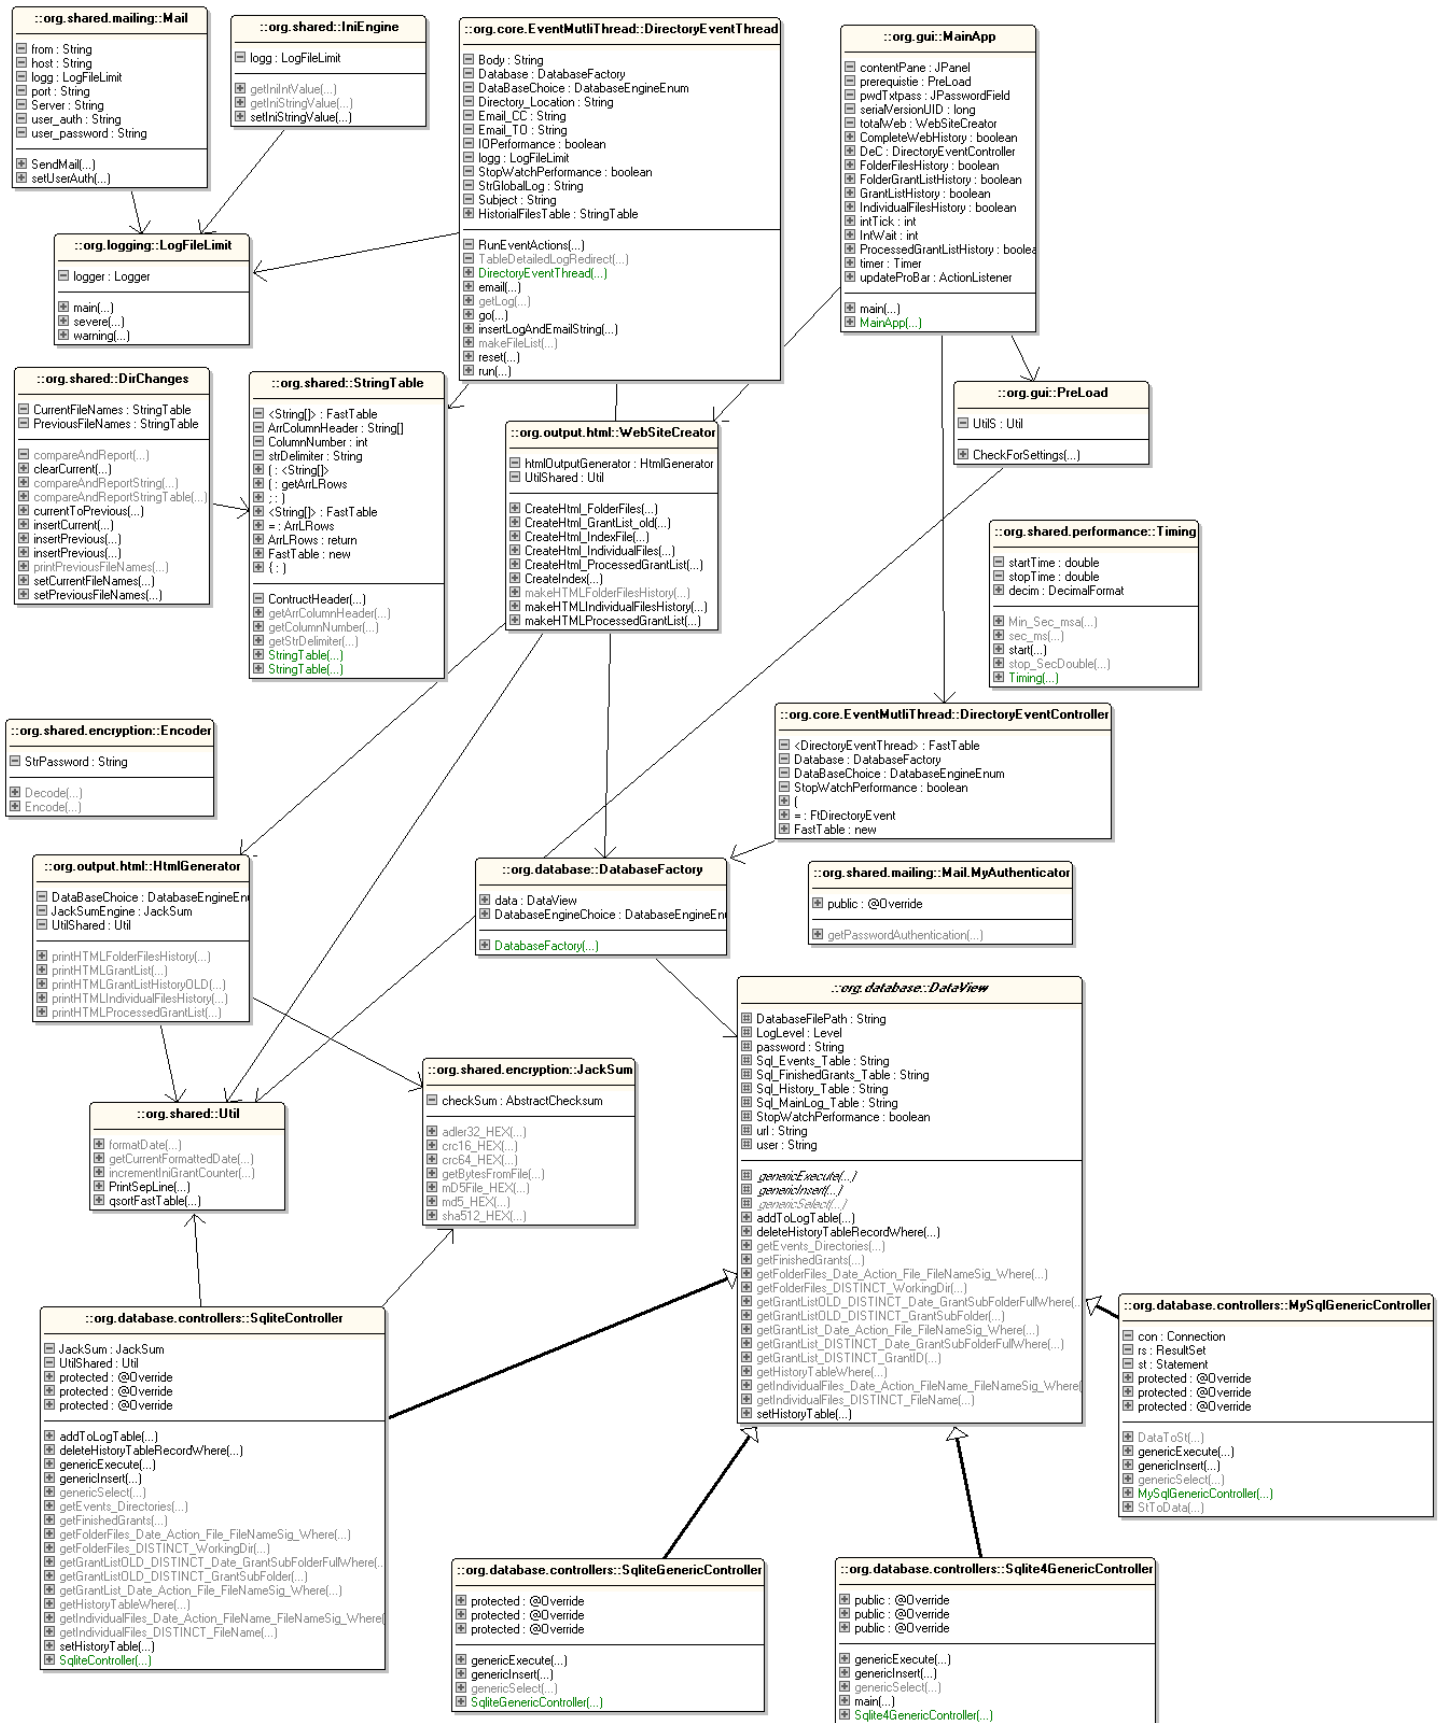 ::org.shared.mailing::Mail
from : String
host : String
logg : LogFileLimit
port : String
Server : String
user_auth : String
user_password : String
SendMail(...)
setUserAuth(...)
::org.shared::IniEngine
logg : LogFileLimit
getIniIntValue(...)
getIniStringValue(...)
setIniStringValue(...)
::org.core.EventMutliThread::DirectoryEventThread
Body : String
Database : DatabaseFactory
DataBaseChoice : DatabaseEngineEnum
Directory_Location : String
Email_CC : String
Email_TO : String
IOPerformance : boolean
logg : LogFileLimit
StopWatchPerformance : boolean
StrGlobalLog : String
Subject : String
HistorialFilesTable : StringTable
RunEventActions(...)
TableDetailedLogRedirect(...)
DirectoryEventThread(...)
email(...)
getLog(...)
go(...)
insertLogAndEmailString(...)
makeFileList(...)
reset(...)
run(...)
::org.gui::MainApp
contentPane : JPanel
prerequistie : PreLoad
pwdTxtpass : JPasswordField
serialVersionUID : long
totalWeb : WebSiteCreator
CompleteWebHistory : boolean
DeC : DirectoryEventController
FolderFilesHistory : boolean
FolderGrantListHistory : boolean
GrantListHistory : boolean
IndividualFilesHistory : boolean
intTick : int
IntWait : int
ProcessedGrantListHistory : boolea
timer : Timer
updateProBar : ActionListener
main(...)
MainApp(...)
::org.logging::LogFileLimit
logger : Logger
main(...)
severe(...)
warning(...)
::org.shared::DirChanges
CurrentFileNames : StringTable
PreviousFileNames : StringTable
compareAndReport(...)
clearCurrent(...)
compareAndReportString(...)
compareAndReportStringTable(...)
currentToPrevious(...)
insertCurrent(...)
insertPrevious(...)
insertPrevious(...)
printPreviousFileNames(...)
setCurrentFileNames(...)
setPreviousFileNames(...)
::org.shared::StringTable
<String[]> : FastTable
ArrColumnHeader : String[]
ColumnNumber : int
strDelimiter : String
( : <String[]>
( : getArrLRows
; : )
<String[]> : FastTable
= : ArrLRows
ArrLRows : return
FastTable : new
{ : )
ContructHeader(...)
getArrColumnHeader(...)
getColumnNumber(...)
getStrDelimiter(...)
StringTable(...)
StringTable(...)
::org.output.html::WebSiteCreator
htmlOutputGenerator : HtmlGenerator
UtilShared : Util
CreateHtml_FolderFiles(...)
CreateHtml_GrantList_old(...)
CreateHtml_IndexFile(...)
CreateHtml_IndividualFiles(...)
CreateHtml_ProcessedGrantList(...)
CreateIndex(...)
makeHTMLFolderFilesHistory(...)
makeHTMLIndividualFilesHistory(...)
makeHTMLProcessedGrantList(...)
::org.gui::PreLoad
UtilS : Util
CheckForSettings(...)
::org.shared.performance::Timing
startTime : double
stopTime : double
decim : DecimalFormat
Min_Sec_msa(...)
sec_ms(...)
start(...)
stop_SecDouble(...)
Timing(...)
::org.shared.encryption::Encoder
StrPassword : String
Decode(...)
Encode(...)
::org.core.EventMutliThread::DirectoryEventController
<DirectoryEventThread> : FastTable
Database : DatabaseFactory
DataBaseChoice : DatabaseEngineEnum
StopWatchPerformance : boolean
(
= : FtDirectoryEvent
FastTable : new
::org.output.html::HtmlGenerator
DataBaseChoice : DatabaseEngineEnu
JackSumEngine : JackSum
UtilShared : Util
printHTMLFolderFilesHistory(...)
printHTMLGrantList(...)
printHTMLGrantListHistoryOLD(...)
printHTMLIndividualFilesHistory(...)
printHTMLProcessedGrantList(...)
::org.database::DatabaseFactory
data : DataView
DatabaseEngineChoice : DatabaseEngineEnu
DatabaseFactory(...)
::org.shared.mailing::Mail.MyAuthenticator
public : @Override
getPasswordAuthentication(...)
::org.database::DataView
DatabaseFilePath : String
LogLevel : Level
password : String
Sql_Events_Table : String
Sql_FinishedGrants_Table : String
Sql_History_Table : String
Sql_MainLog_Table : String
StopWatchPerformance : boolean
url : String
user : String
genericExecute(...)
genericInsert(...)
genericSelect(...)
addToLogTable(...)
deleteHistoryTableRecordWhere(...)
getEvents_Directories(...)
getFinishedGrants(...)
getFolderFiles_Date_Action_File_FileNameSig_Where(...)
getFolderFiles_DISTINCT_WorkingDir(...)
getGrantListOLD_DISTINCT_Date_GrantSubFolderFullWhere(..
getGrantListOLD_DISTINCT_GrantSubFolder(...)
getGrantList_Date_Action_File_FileNameSig_Where(...)
getGrantList_DISTINCT_Date_GrantSubFolderFullWhere(...)
getGrantList_DISTINCT_GrantID(...)
getHistoryTableWhere(...)
getIndividualFiles_Date_Action_FileName_FileNameSig_Where(
getIndividualFiles_DISTINCT_FileName(...)
setHistoryTable(...)
::org.shared.encryption::JackSum
checkSum : AbstractChecksum
adler32_HEX(...)
crc16_HEX(...)
crc64_HEX(...)
getBytesFromFile(...)
mD5File_HEX(...)
md5_HEX(...)
sha512_HEX(...)
::org.shared::Util
formatDate(...)
getCurrentFormattedDate(...)
incrementIniGrantCounter(...)
PrintSepLine(...)
qsortFastTable(...)
::org.database.controllers::SqliteController
JackSum : JackSum
UtilShared : Util
protected : @Override
protected : @Override
protected : @Override
addToLogTable(...)
deleteHistoryTableRecordWhere(...)
genericExecute(...)
genericInsert(...)
genericSelect(...)
getEvents_Directories(...)
getFinishedGrants(...)
getFolderFiles_Date_Action_File_FileNameSig_Where(...)
getFolderFiles_DISTINCT_WorkingDir(...)
getGrantListOLD_DISTINCT_Date_GrantSubFolderFullWhere(..
getGrantListOLD_DISTINCT_GrantSubFolder(...)
getGrantList_Date_Action_File_FileNameSig_Where(...)
getHistoryTableWhere(...)
getIndividualFiles_Date_Action_FileName_FileNameSig_Where(
getIndividualFiles_DISTINCT_FileName(...)
setHistoryTable(...)
SqliteController(...)
::org.database.controllers::MySqlGenericController
con : Connection
rs : ResultSet
st : Statement
protected : @Override
protected : @Override
protected : @Override
DataToSt(...)
genericExecute(...)
genericInsert(...)
genericSelect(...)
MySqlGenericController(...)
StToData(...)
::org.database.controllers::SqliteGenericController
protected : @Override
protected : @Override
protected : @Override
genericExecute(...)
genericInsert(...)
genericSelect(...)
SqliteGenericController(...)
::org.database.controllers::Sqlite4GenericController
public : @Override
public : @Override
public : @Override
genericExecute(...)
genericInsert(...)
genericSelect(...)
main(...)
Sqlite4GenericController(...)